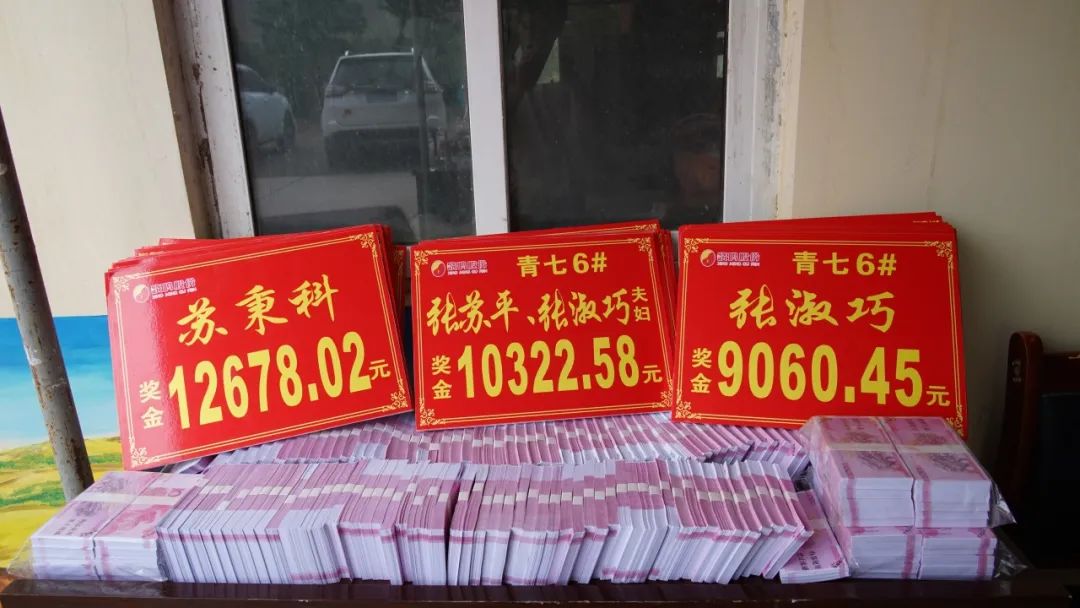 苏秉科
奖金 12678.02元
青七6#
张苏平、张淑巧夫妇
奖金 10322.58元
青七6#
张淑巧
奖金 9060.45元